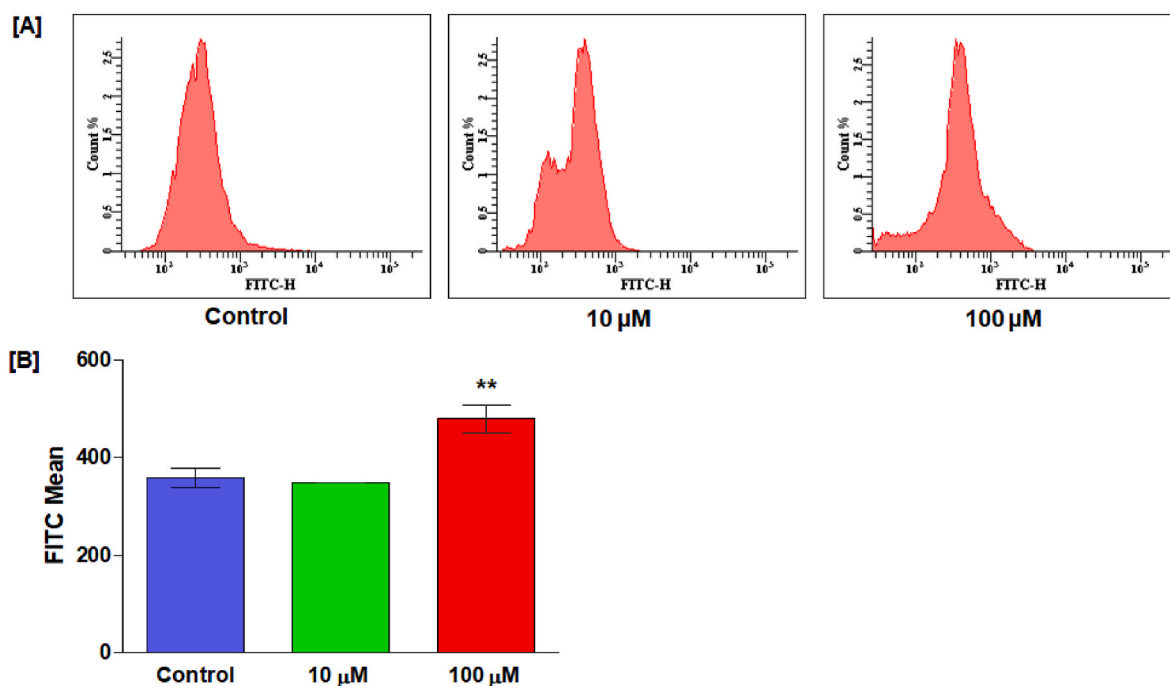 [A]
Count %
0 0.5 1 1.5 2 2.5
10² 10³ 10⁴ 10⁵
FITC-H
Control
Count %
0 0.5 1 1.5 2 2.5
10² 10³ 10⁴ 10⁵
FITC-H
10 µM
Count %
0 0.5 1 1.5 2 2.5
10² 10³ 10⁴ 10⁵
FITC-H
100 µM
[B]
FITC Mean
600
400
200
0
**
Control 10 µM 100 µM